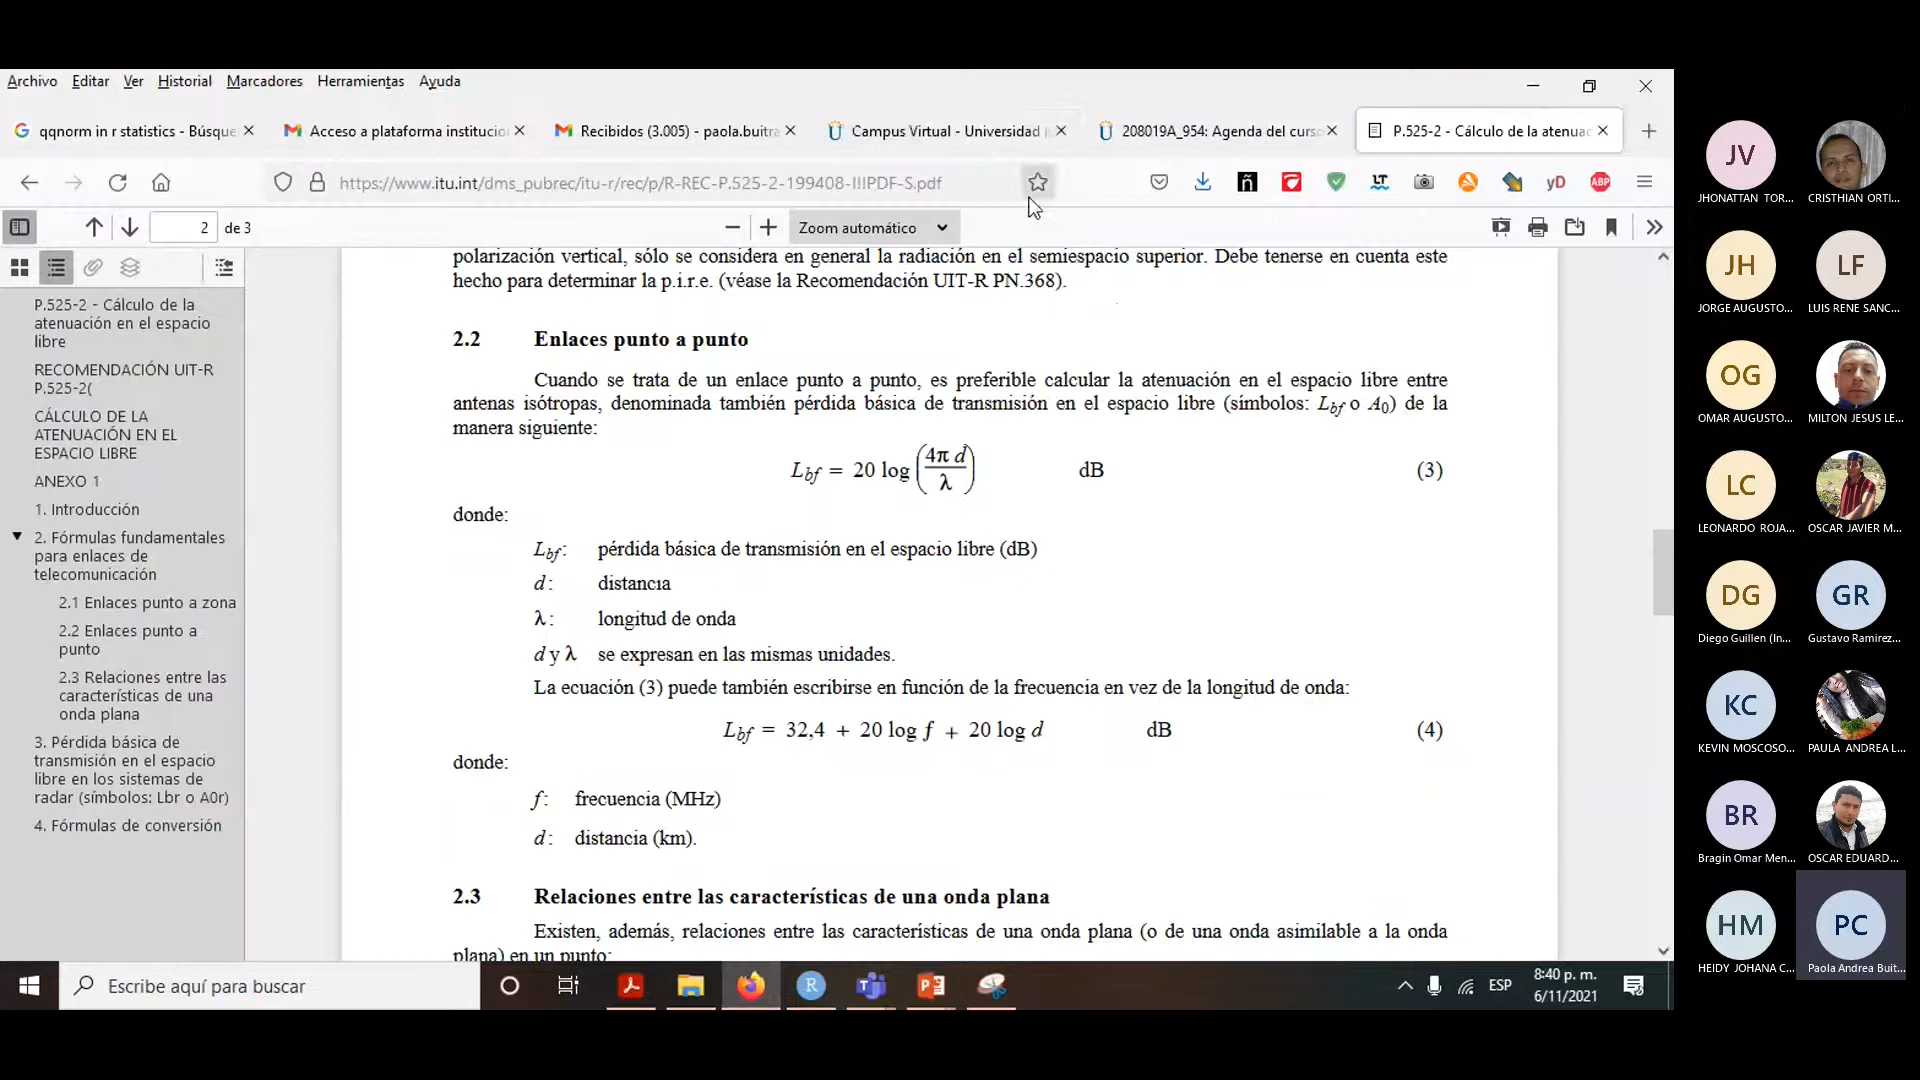 Archivo Editar Ver Historial Marcadores Herramientas Ayuda
qqnorm in r statistics - Búsque
Acceso a plataforma institucio
Recibidos (3.005) - paola.buitra
Campus Virtual - Universidad
208019A_954: Agenda del curso
P.525-2 - Cálculo de la atenuac
https://www.itu.int/dms_pubrec/itu-r/rec/p/R-REC-P.525-2-199408-I!!PDF-S.pdf
2 de 3
Zoom automático
P.525-2 - Cálculo de la
atenuación en el espacio
libre
RECOMENDACIÓN UIT-R
P.525-2(
CÁLCULO DE LA
ATENUACIÓN EN EL
ESPACIO LIBRE
ANEXO 1
1. Introducción
2. Fórmulas fundamentales
para enlaces de
telecomunicación
2.1 Enlaces punto a zona
2.2 Enlaces punto a
punto
2.3 Relaciones entre las
características de una
onda plana
3. Pérdida básica de
transmisión en el espacio
libre en los sistemas de
radar (símbolos: Lbr o A0r)
4. Fórmulas de conversión
polarización vertical, sólo se considera en general la radiación en el semiespacio superior. Debe tenerse en cuenta este
hecho para determinar la p.i.r.e. (véase la Recomendación UIT-R PN.368).
2.2 Enlaces punto a punto
Cuando se trata de un enlace punto a punto, es preferible calcular la atenuación en el espacio libre entre
antenas isótropas, denominada también pérdida básica de transmisión en el espacio libre (símbolos: Lbf o A0) de la
manera siguiente:
Lbf = 20 log (4π d / λ) dB (3)
donde:
Lbf : pérdida básica de transmisión en el espacio libre (dB)
d : distancia
λ : longitud de onda
d y λ se expresan en las mismas unidades.
La ecuación (3) puede también escribirse en función de la frecuencia en vez de la longitud de onda:
Lbf = 32,4 + 20 log f + 20 log d dB (4)
donde:
f : frecuencia (MHz)
d : distancia (km).
2.3 Relaciones entre las características de una onda plana
Existen, además, relaciones entre las características de una onda plana (o de una onda asimilable a la onda
plana) en un punto:
Escribe aquí para buscar
ESP
8:40 p. m.
6/11/2021
JV
JHONATTAN TOR...
CRISTHIAN ORTI...
JH
JORGE AUGUSTO...
LF
LUIS RENE SANC...
OG
OMAR AUGUSTO...
MILTON JESUS LE...
LC
LEONARDO ROJA...
OSCAR JAVIER M...
DG
Diego Guillen (In...
GR
Gustavo Ramirez...
KC
KEVIN MOSCOSO...
PAULA ANDREA L...
BR
Bragin Omar Men...
OSCAR EDUARD...
HM
HEIDY JOHANA C...
PC
Paola Andrea Buit...